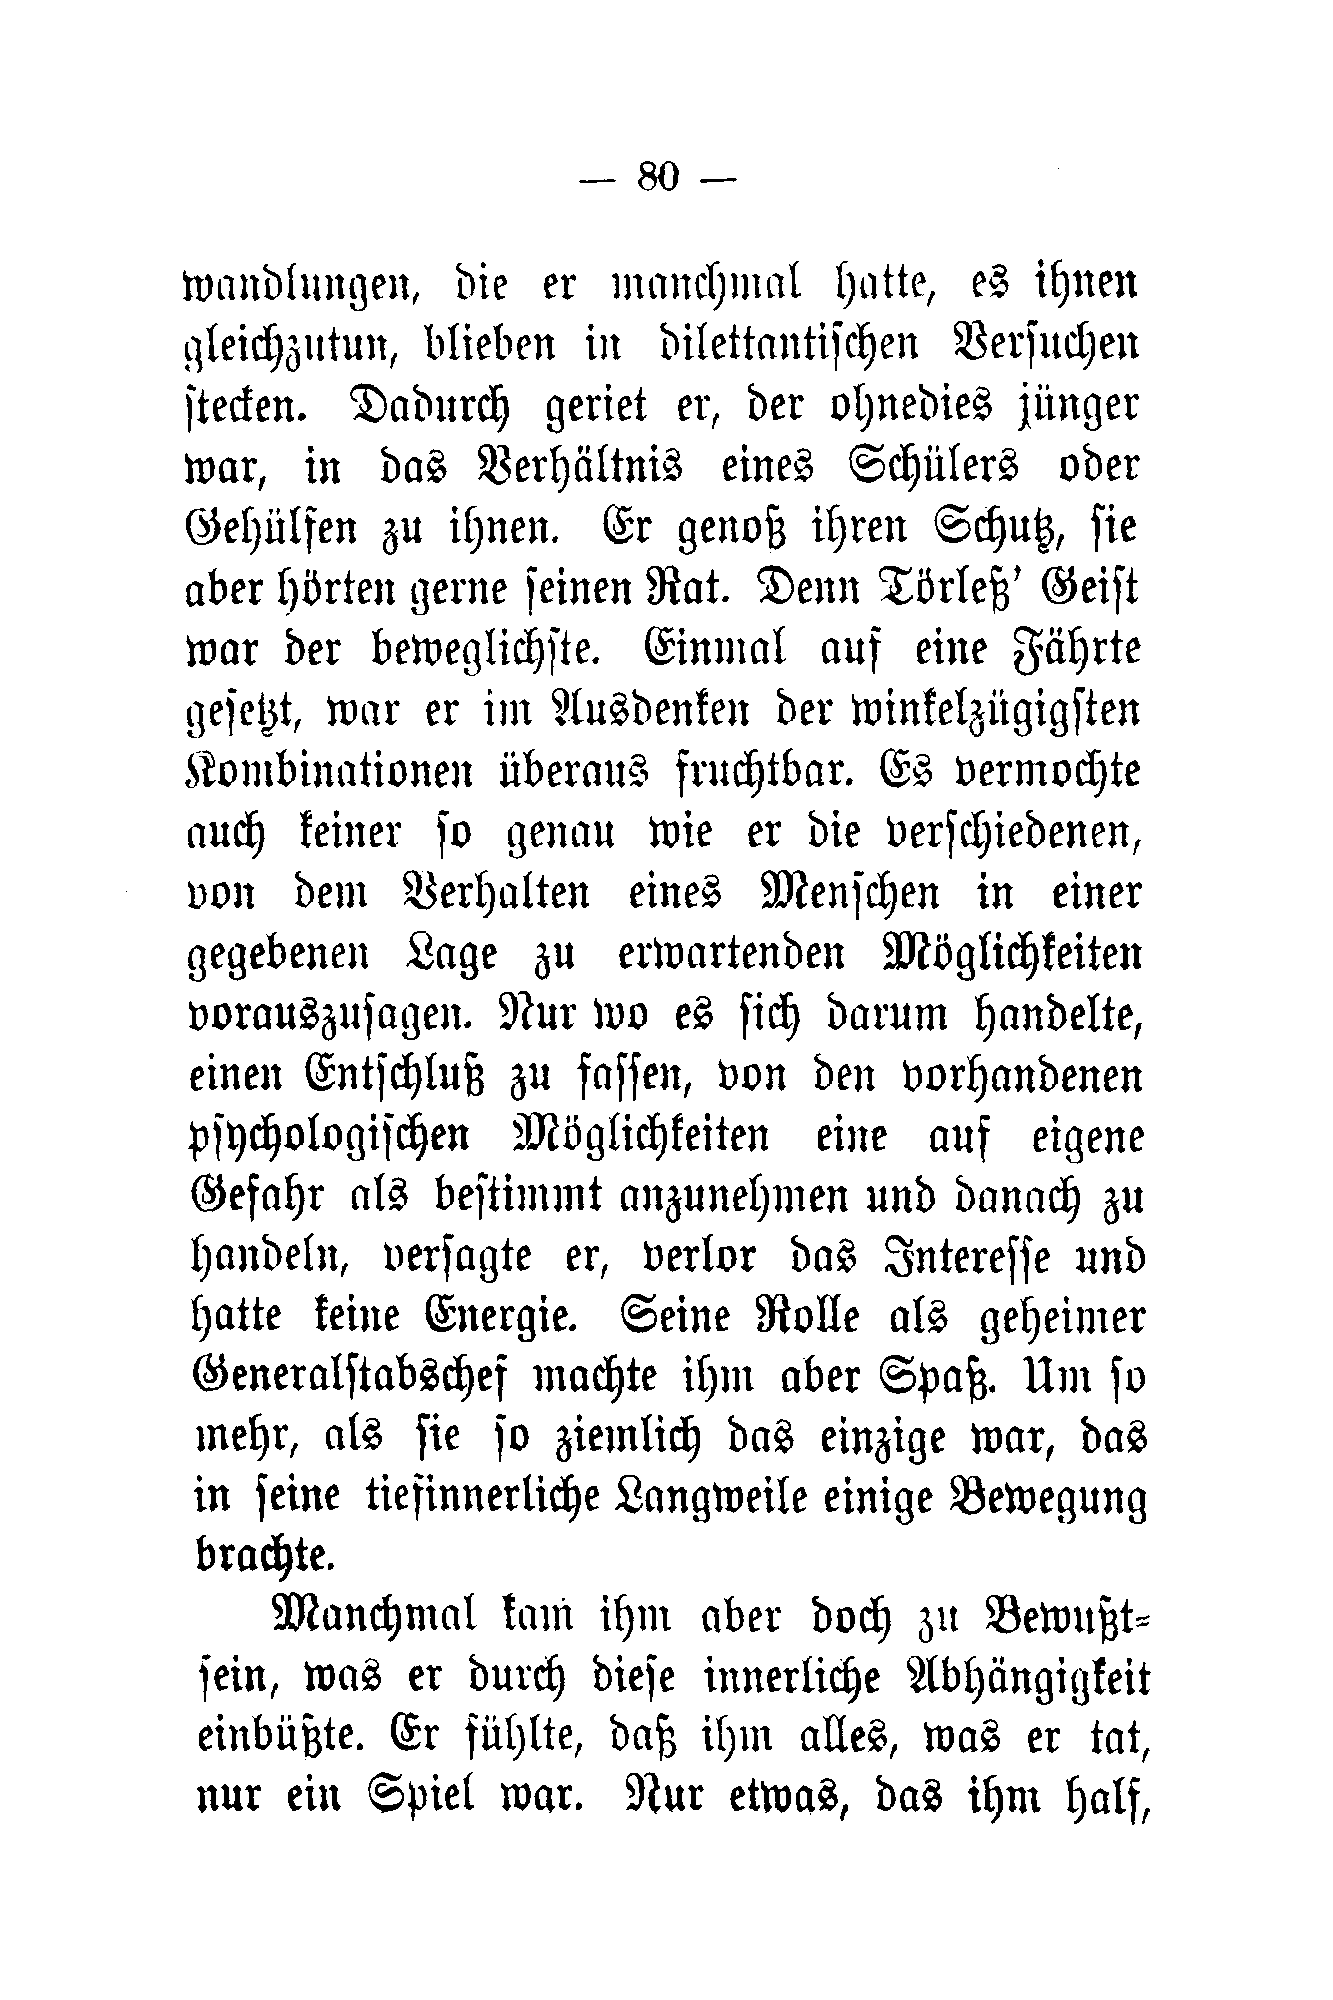 — 80 —
wandlungen, die er manchmal hatte, es ihnen
gleichzutun, blieben in dilettantischen Versuchen
stecken. Dadurch geriet er, der ohnedies jünger
war, in das Verhältnis eines Schülers oder
Gehülfen zu ihnen. Er genoß ihren Schutz, sie
aber hörten gerne seinen Rat. Denn Törleß' Geist
war der beweglichste. Einmal auf eine Fährte
gesetzt, war er im Ausdenken der winkelzügigsten
Kombinationen überaus fruchtbar. Es vermochte
auch keiner so genau wie er die verschiedenen,
von dem Verhalten eines Menschen in einer
gegebenen Lage zu erwartenden Möglichkeiten
vorauszusagen. Nur wo es sich darum handelte,
einen Entschluß zu fassen, von den vorhandenen
psychologischen Möglichkeiten eine auf eigene
Gefahr als bestimmt anzunehmen und danach zu
handeln, versagte er, verlor das Interesse und
hatte keine Energie. Seine Rolle als geheimer
Generalstabschef machte ihm aber Spaß. Um so
mehr, als sie so ziemlich das einzige war, das
in seine tiefinnerliche Langweile einige Bewegung
brachte.
Manchmal kam ihm aber doch zu Bewußt-
sein, was er durch diese innerliche Abhängigkeit
einbüßte. Er fühlte, daß ihm alles, was er tat,
nur ein Spiel war. Nur etwas, das ihm half,